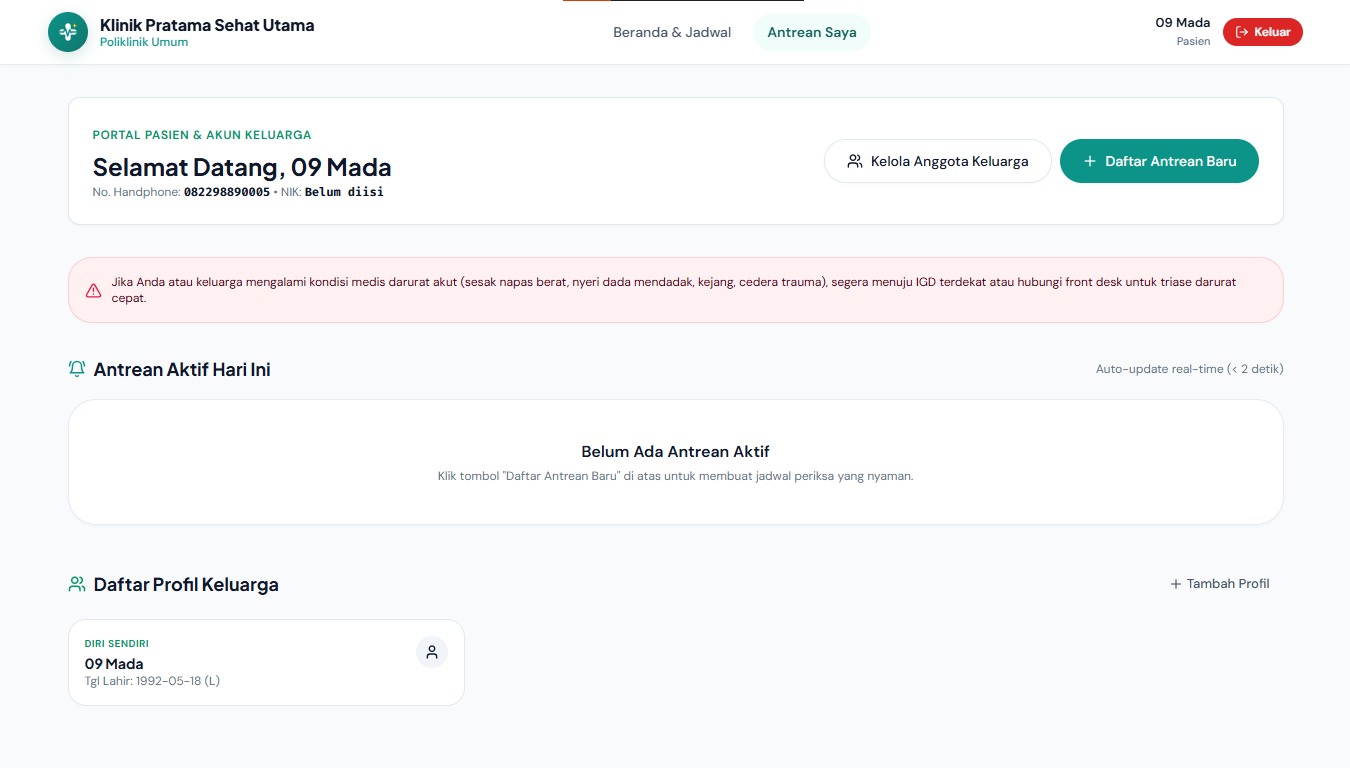 Klinik Pratama Sehat Utama
Poliklinik Umum
Beranda & Jadwal
Antrean Saya
09 Mada
Pasien
Keluar
PORTAL PASIEN & AKUN KELUARGA
Selamat Datang, 09 Mada
No. Handphone: 082298890005 • NIK: Belum diisi
Kelola Anggota Keluarga
Daftar Antrean Baru
Jika Anda atau keluarga mengalami kondisi medis darurat akut (sesak napas berat, nyeri dada mendadak, kejang, cedera trauma), segera menuju IGD terdekat atau hubungi front desk untuk triase darurat
cepat.
Antrean Aktif Hari Ini
Auto-update real-time (< 2 detik)
Belum Ada Antrean Aktif
Klik tombol "Daftar Antrean Baru" di atas untuk membuat jadwal periksa yang nyaman.
Daftar Profil Keluarga
+ Tambah Profil
DIRI SENDIRI
09 Mada
Tgl Lahir: 1992-05-18 (L)